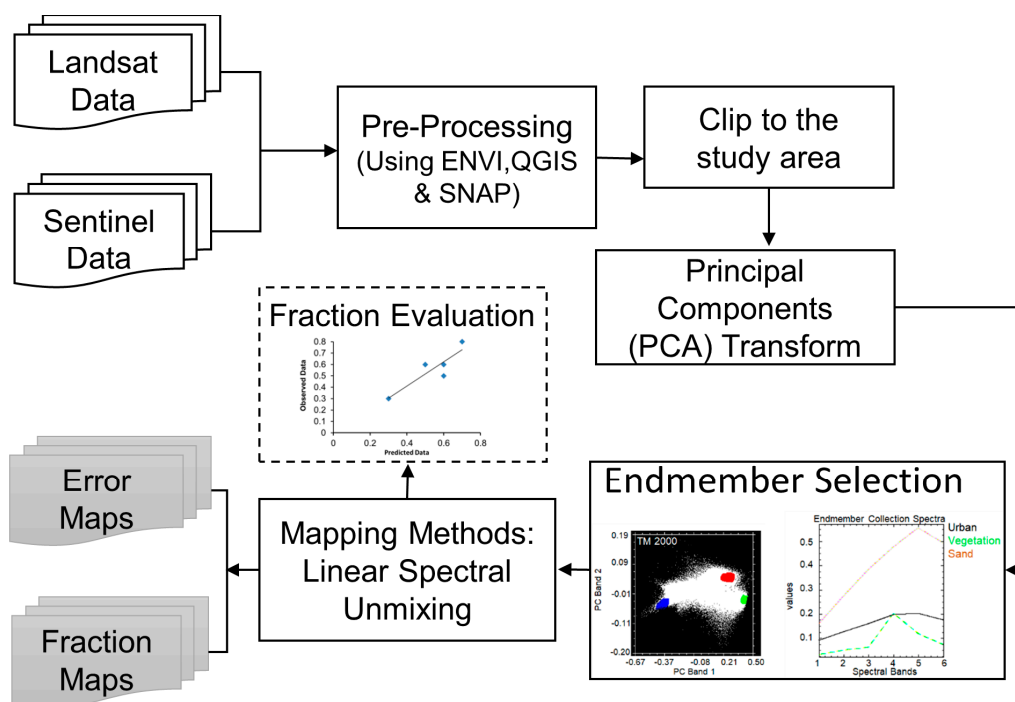 Landsat
Data
Sentinel
Data
Pre-Processing
(Using ENVI,QGIS
& SNAP)
Clip to the
study area
Principal
Components
(PCA) Transform
Fraction Evaluation
0.8
0.7
0.6
0.5
0.4
0.3
0.2
0.1
0
0
0.2
0.4
0.6
0.8
Observed Data
Predicted Data
Endmember Selection
TM 2000
0.19
0.09
-0.01
-0.11
-0.20
-0.67
-0.37
-0.08
0.21
0.50
PC Band 2
PC Band 1
Endmember Collection Spectra
Urban
Vegetation
Sand
0.5
0.4
0.3
0.2
0.1
values
1
2
3
4
5
6
Spectral Bands
Mapping Methods:
Linear Spectral
Unmixing
Error
Maps
Fraction
Maps